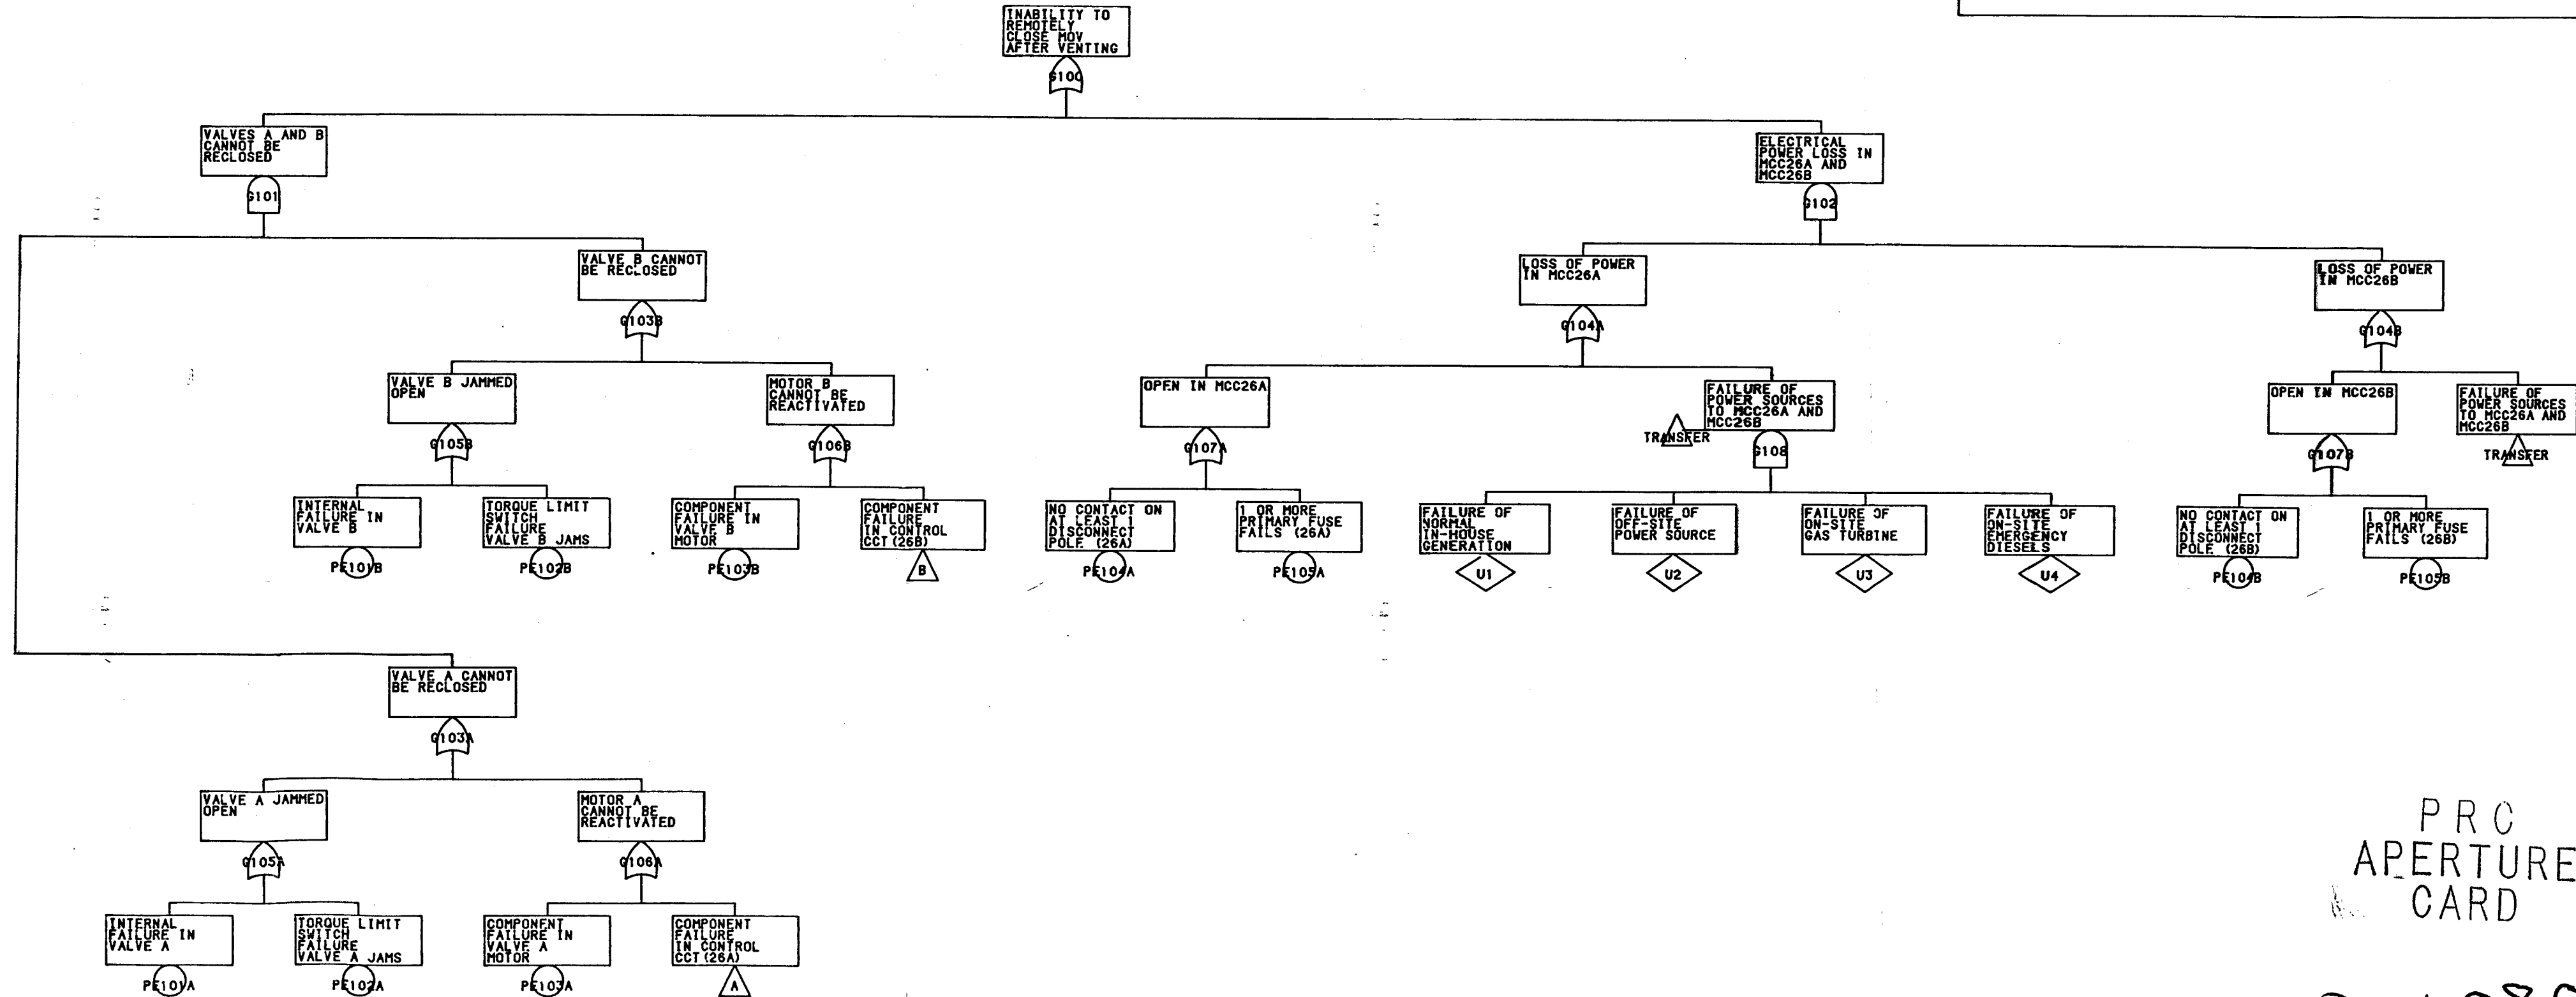 INABILITY TO
REMOTELY
CLOSE MOV
AFTER VENTING
G100
VALVES A AND B
CANNOT BE
RECLOSED
G101
ELECTRICAL
POWER LOSS IN
MCC26A AND
MCC26B
G102
VALVE B CANNOT
BE RECLOSED
G103B
LOSS OF POWER
IN MCC26A
G104A
LOSS OF POWER
IN MCC26B
G104B
VALVE B JAMMED
OPEN
G105B
MOTOR B
CANNOT BE
REACTIVATED
G106B
OPEN IN MCC26A
G107A
FAILURE OF
POWER SOURCES
TO MCC26A AND
MCC26B
TRANSFER
G108
OPEN IN MCC26B
G107B
FAILURE OF
POWER SOURCES
TO MCC26A AND
MCC26B
TRANSFER
INTERNAL
FAILURE IN
VALVE B
PE101B
TORQUE LIMIT
SWITCH
FAILURE
VALVE B JAMS
PE102B
COMPONENT
FAILURE IN
VALVE B
MOTOR
PE103B
COMPONENT
FAILURE
IN CONTROL
CCT (26B)
B
NO CONTACT ON
AT LEAST 1
DISCONNECT
POLE (26A)
PE104A
1 OR MORE
PRIMARY FUSE
FAILS (26A)
PE105A
FAILURE OF
NORMAL
IN-HOUSE
GENERATION
U1
FAILURE OF
OFF-SITE
POWER SOURCE
U2
FAILURE OF
ON-SITE
GAS TURBINE
U3
FAILURE OF
ON-SITE
EMERGENCY
DIESELS
U4
NO CONTACT ON
AT LEAST 1
DISCONNECT
POLE (26B)
PE104B
1 OR MORE
PRIMARY FUSE
FAILS (26B)
PE105B
VALVE A CANNOT
BE RECLOSED
G103A
VALVE A JAMMED
OPEN
G105A
MOTOR A
CANNOT BE
REACTIVATED
G106A
INTERNAL
FAILURE IN
VALVE A
PE101A
TORQUE LIMIT
SWITCH
FAILURE
VALVE A JAMS
PE102A
COMPONENT
FAILURE IN
VALVE A
MOTOR
PE103A
COMPONENT
FAILURE
IN CONTROL
CCT (26A)
A
PRC
APERTURE
CARD